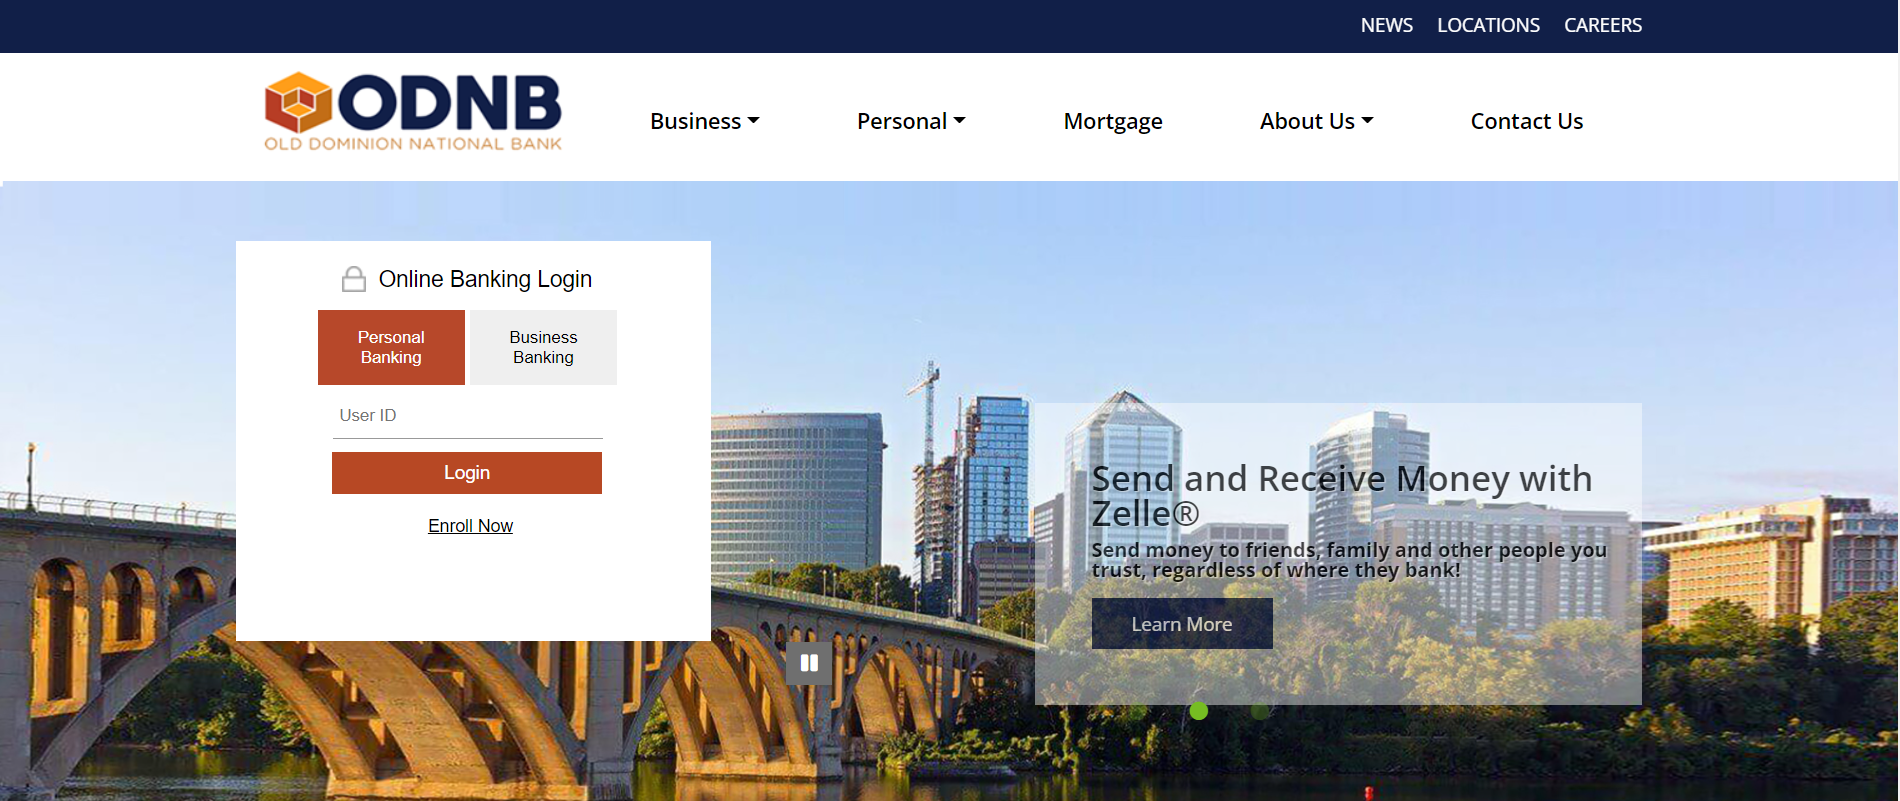 NEWS LOCATIONS CAREERS
ODNB
OLD DOMINION NATIONAL BANK
Business Personal Mortgage About Us Contact Us
Online Banking Login
Personal
Banking
Business
Banking
User ID
Login
Enroll Now
Send and Receive Money with
Zelle®
Send money to friends, family and other people you
trust, regardless of where they bank!
Learn More